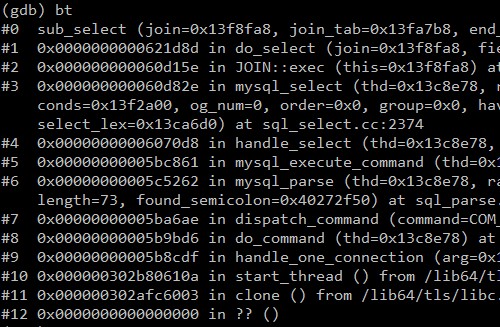 (gdb) bt
#0  sub_select (join=0x13f8fa8, join_tab=0x13fa7b8, end_
#1  0x0000000000621d8d in do_select (join=0x13f8fa8, fie
#2  0x000000000060d15e in JOIN::exec (this=0x13f8fa8) at
#3  0x000000000060d82e in mysql_select (thd=0x13c8e78, r
conds=0x13f2a00, og_num=0, order=0x0, group=0x0, hav
select_lex=0x13ca6d0) at sql_select.cc:2374
#4  0x00000000006070d8 in handle_select (thd=0x13c8e78,
#5  0x00000000005bc861 in mysql_execute_command (thd=0x1
#6  0x00000000005c5262 in mysql_parse (thd=0x13c8e78, ra
length=73, found_semicolon=0x40272f50) at sql_parse.
#7  0x00000000005ba6ae in dispatch_command (command=COM_
#8  0x00000000005b9bd6 in do_command (thd=0x13c8e78) at
#9  0x00000000005b8cdf in handle_one_connection (arg=0x1
#10 0x000000302b80610a in start_thread () from /lib64/tl
#11 0x000000302afc6003 in clone () from /lib64/tls/libc.
#12 0x0000000000000000 in ?? ()